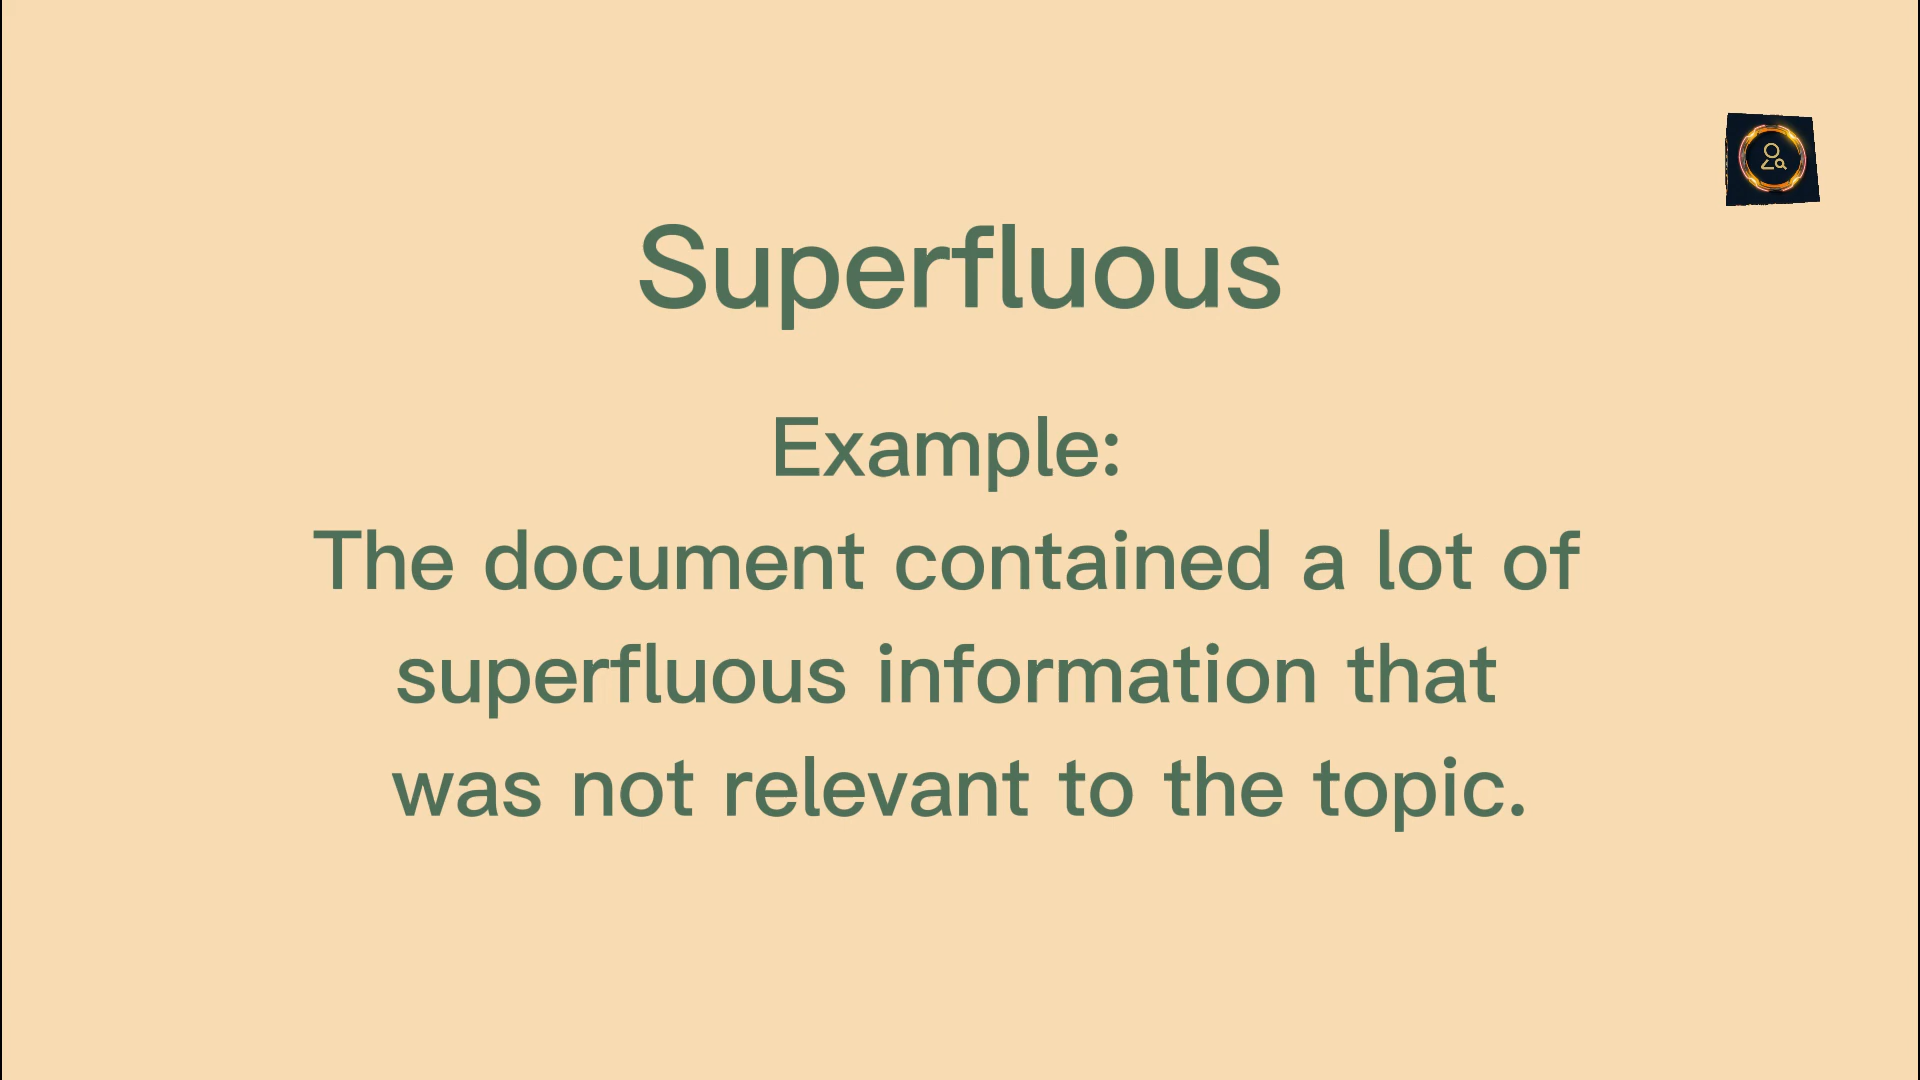 Superfluous
Example:
The document contained a lot of
superfluous information that
was not relevant to the topic.